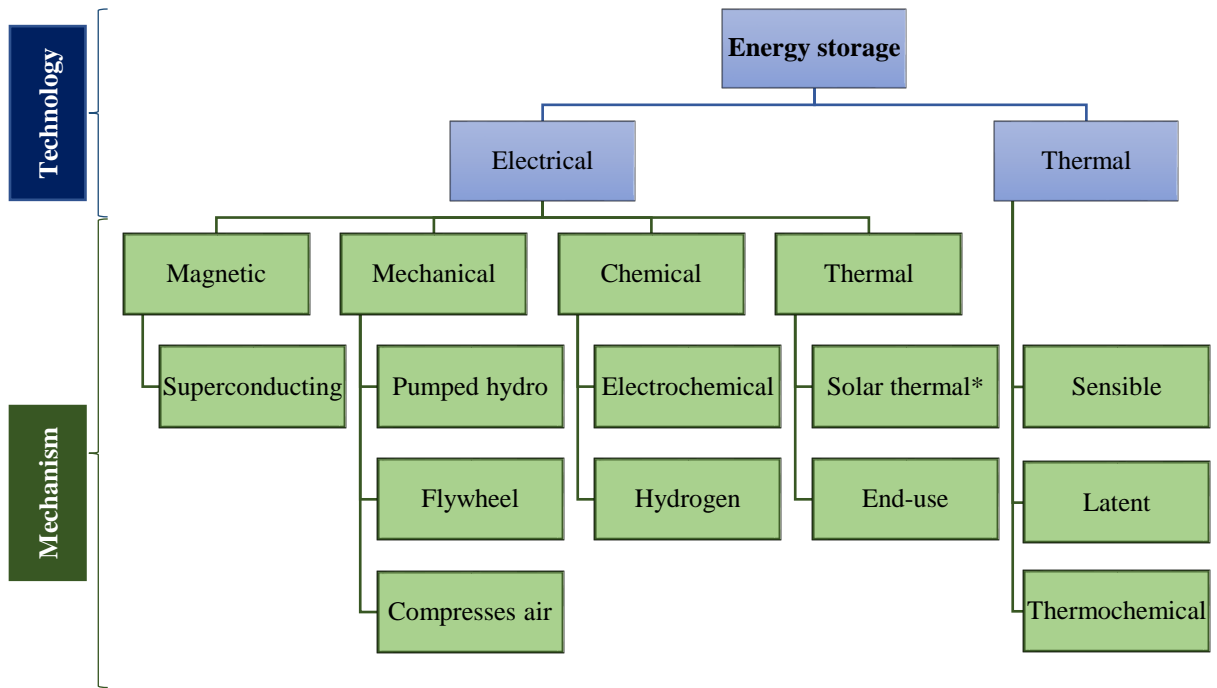 Technology
Energy storage
Electrical
Thermal
Mechanism
Magnetic
Mechanical
Chemical
Thermal
Superconducting
Pumped hydro
Electrochemical
Solar thermal*
Sensible
Flywheel
Hydrogen
End-use
Latent
Compresses air
Thermochemical